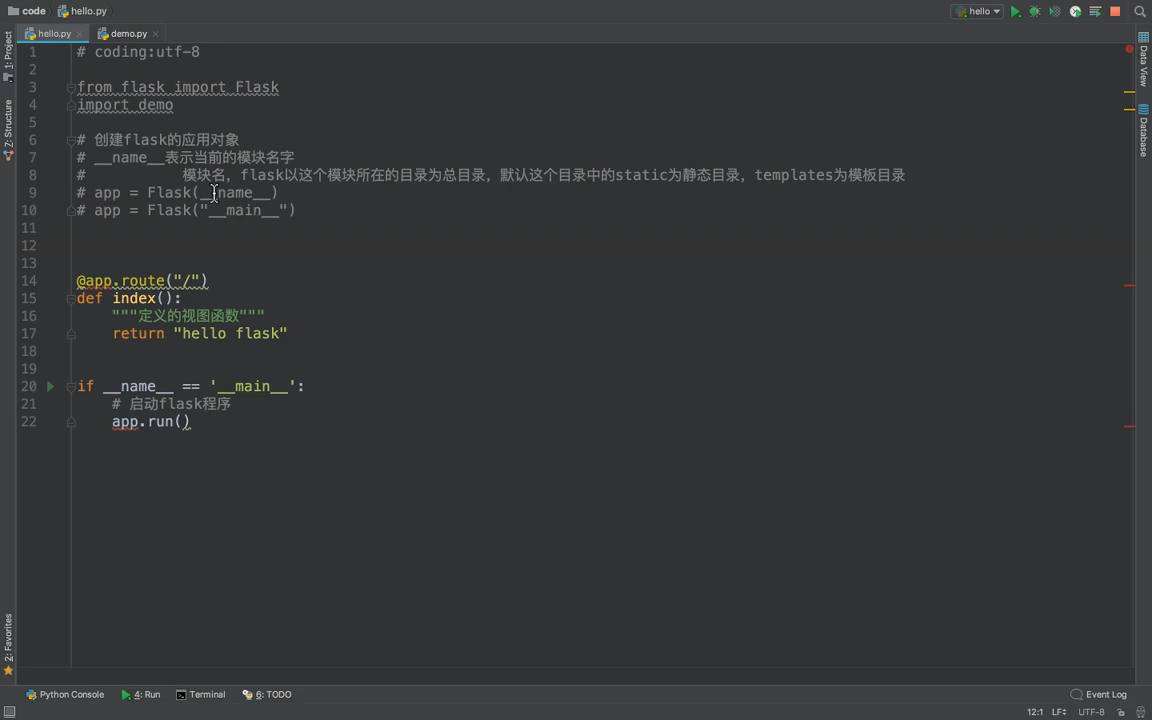 code hello.py
hello
hello.py demo.py
1 # coding:utf-8
2
3 from flask import Flask
4 import demo
5
6 # 创建flask的应用对象
7 # __name__表示当前的模块名字
8 # 模块名，flask以这个模块所在的目录为总目录，默认这个目录中的static为静态目录，templates为模板目录
9 # app = Flask(__name__)
10 # app = Flask("__main__")
11
12
13
14 @app.route("/")
15 def index():
16 """定义的视图函数"""
17 return "hello flask"
18
19
20 if __name__ == '__main__':
21 # 启动flask程序
22 app.run()
1: Project
Z: Structure
2: Favorites
Data View
Database
Python Console 4: Run Terminal 6: TODO Event Log
12:1 LF UTF-8